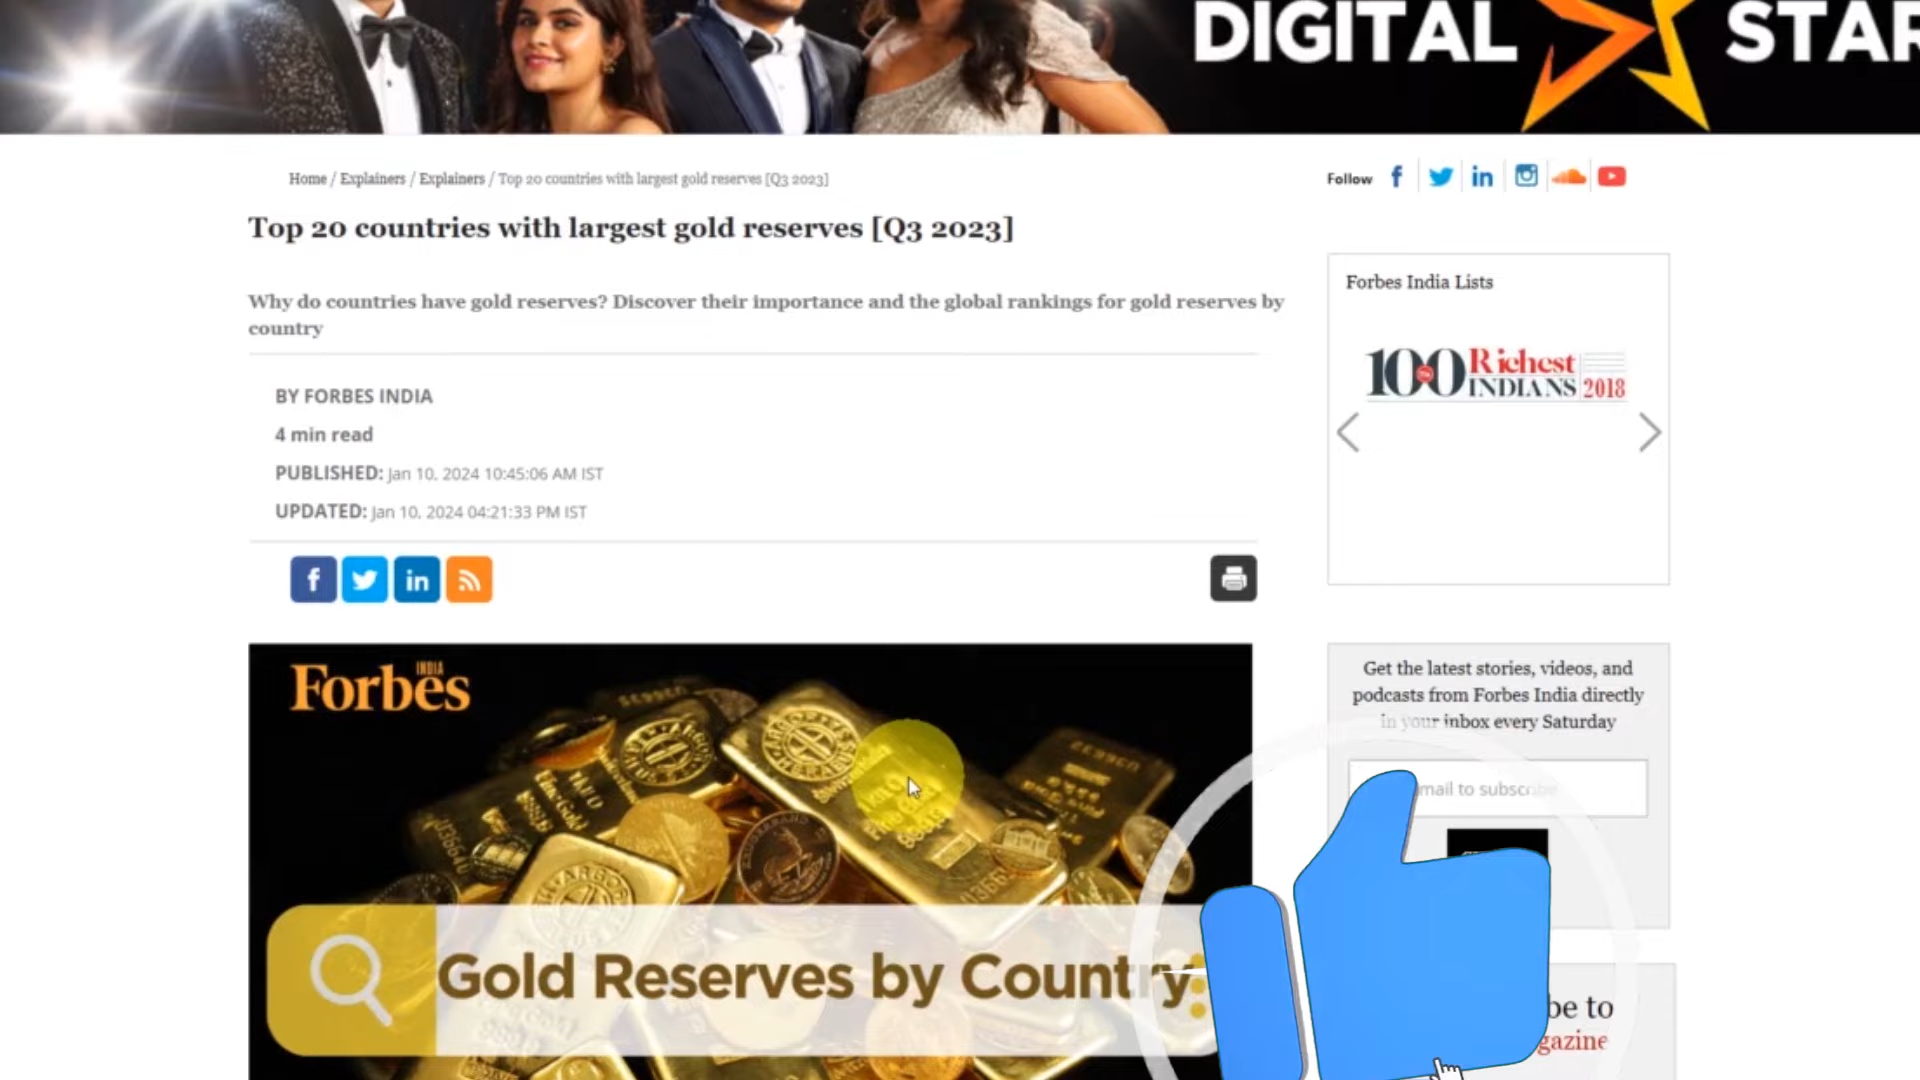 DIGITAL STAR
Home / Explainers / Explainers / Top 20 countries with largest gold reserves [Q3 2023]
Follow
Top 20 countries with largest gold reserves [Q3 2023]
Why do countries have gold reserves? Discover their importance and the global rankings for gold reserves by
country
BY FORBES INDIA
4 min read
PUBLISHED: Jan 10, 2024 10:45:06 AM IST
UPDATED: Jan 10, 2024 04:21:33 PM IST
Forbes India Lists
100 Richest
INDIANS 2018
Forbes
INDIA
Gold Reserves by Country
Get the latest stories, videos, and
podcasts from Forbes India directly
in your inbox every Saturday
mail to subscribe
be to
gazine